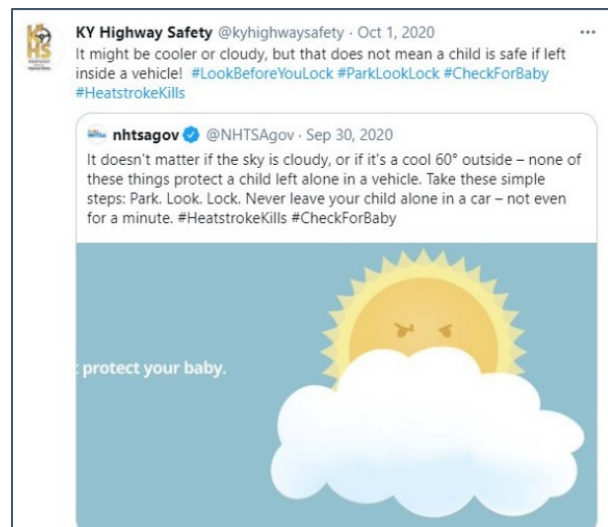 KHS
KY Highway Safety @kyhighwaysafety · Oct 1, 2020
It might be cooler or cloudy, but that does not mean a child is safe if left
inside a vehicle! #LookBeforeYouLock #ParkLookLock #CheckForBaby
#HeatstrokeKills
nhtsagov @NHTSAgov · Sep 30, 2020
It doesn't matter if the sky is cloudy, or if it's a cool 60° outside – none of
these things protect a child left alone in a vehicle. Take these simple
steps: Park. Look. Lock. Never leave your child alone in a car – not even
for a minute. #HeatstrokeKills #CheckForBaby
protect your baby.